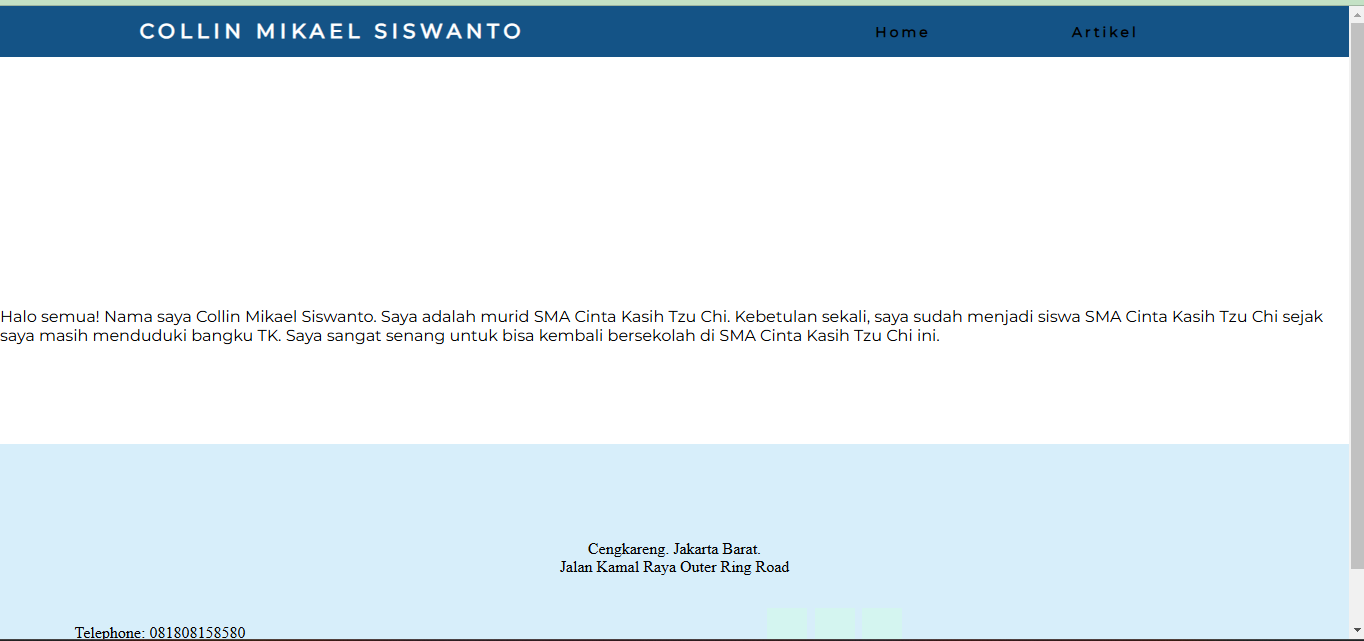 COLLIN MIKAEL SISWANTO
Home
Artikel
Halo semua! Nama saya Collin Mikael Siswanto. Saya adalah murid SMA Cinta Kasih Tzu Chi. Kebetulan sekali, saya sudah menjadi siswa SMA Cinta Kasih Tzu Chi sejak
saya masih menduduki bangku TK. Saya sangat senang untuk bisa kembali bersekolah di SMA Cinta Kasih Tzu Chi ini.
Cengkareng. Jakarta Barat.
Jalan Kamal Raya Outer Ring Road
Telephone: 081808158580